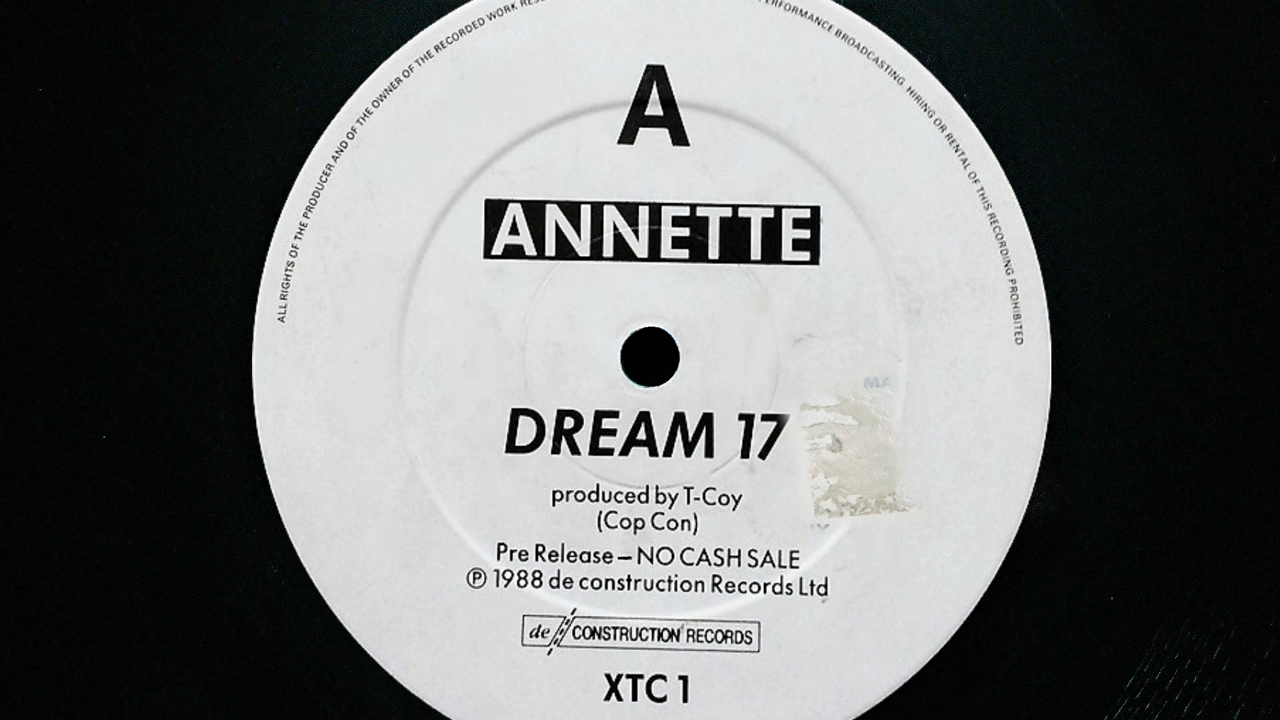 ALL RIGHTS OF THE PRODUCER AND OF THE OWNER OF THE RECORDED WORK
BROADCASTING HIRING OR RENTAL OF THIS RECORDING PROHIBITED
A
ANNETTE
DREAM 17
produced by T-Coy
(Cop Con)
Pre Release – NO CASH SALE
℗ 1988 de construction Records Ltd
de CONSTRUCTION RECORDS
XTC 1